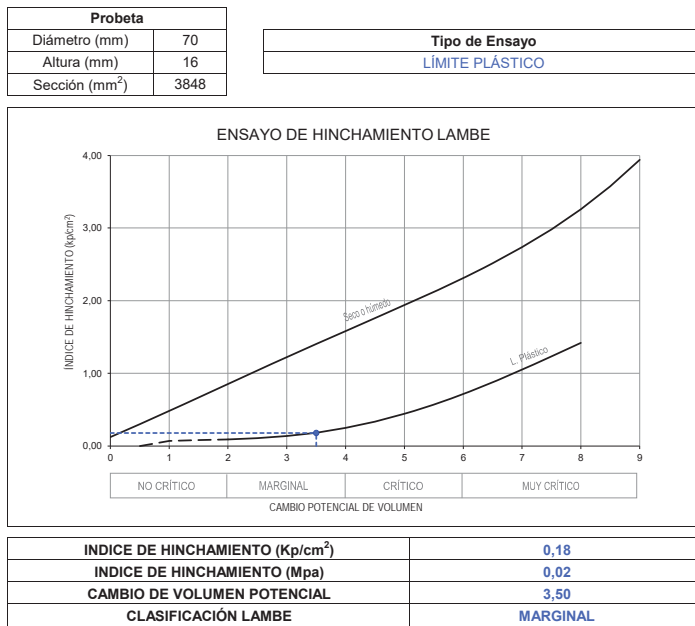 Probeta
Diámetro (mm) 70
Altura (mm) 16
Sección (mm²) 3848
Tipo de Ensayo
LÍMITE PLÁSTICO
ENSAYO DE HINCHAMIENTO LAMBE
ÍNDICE DE HINCHAMIENTO (kp/cm²)
4,00
3,00
2,00
1,00
0,00
Seco o húmedo
L. Plástico
0 1 2 3 4 5 6 7 8 9
NO CRÍTICO MARGINAL CRÍTICO MUY CRÍTICO
CAMBIO POTENCIAL DE VOLUMEN
INDICE DE HINCHAMIENTO (Kp/cm²) 0,18
INDICE DE HINCHAMIENTO (Mpa) 0,02
CAMBIO DE VOLUMEN POTENCIAL 3,50
CLASIFICACIÓN LAMBE MARGINAL